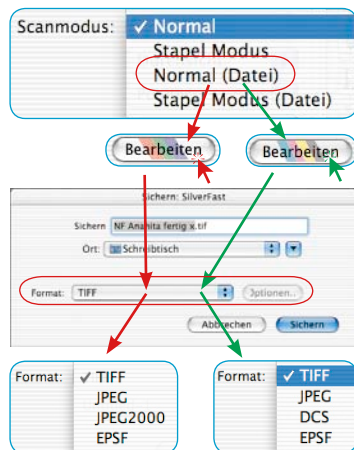 Scanmodus: ✓ Normal
Stapel Modus
Normal (Datei)
Stapel Modus (Datei)
Bearbeiten Bearbeiten
Sichern: SilverFast
Sichern NF Ananita fertig x.tif
Ort: Schreibtisch
Format: TIFF Optionen...
Abbrechen Sichern
Format: ✓ TIFF
JPEG
JPEG2000
EPSF
Format: ✓ TIFF
JPEG
DCS
EPSF